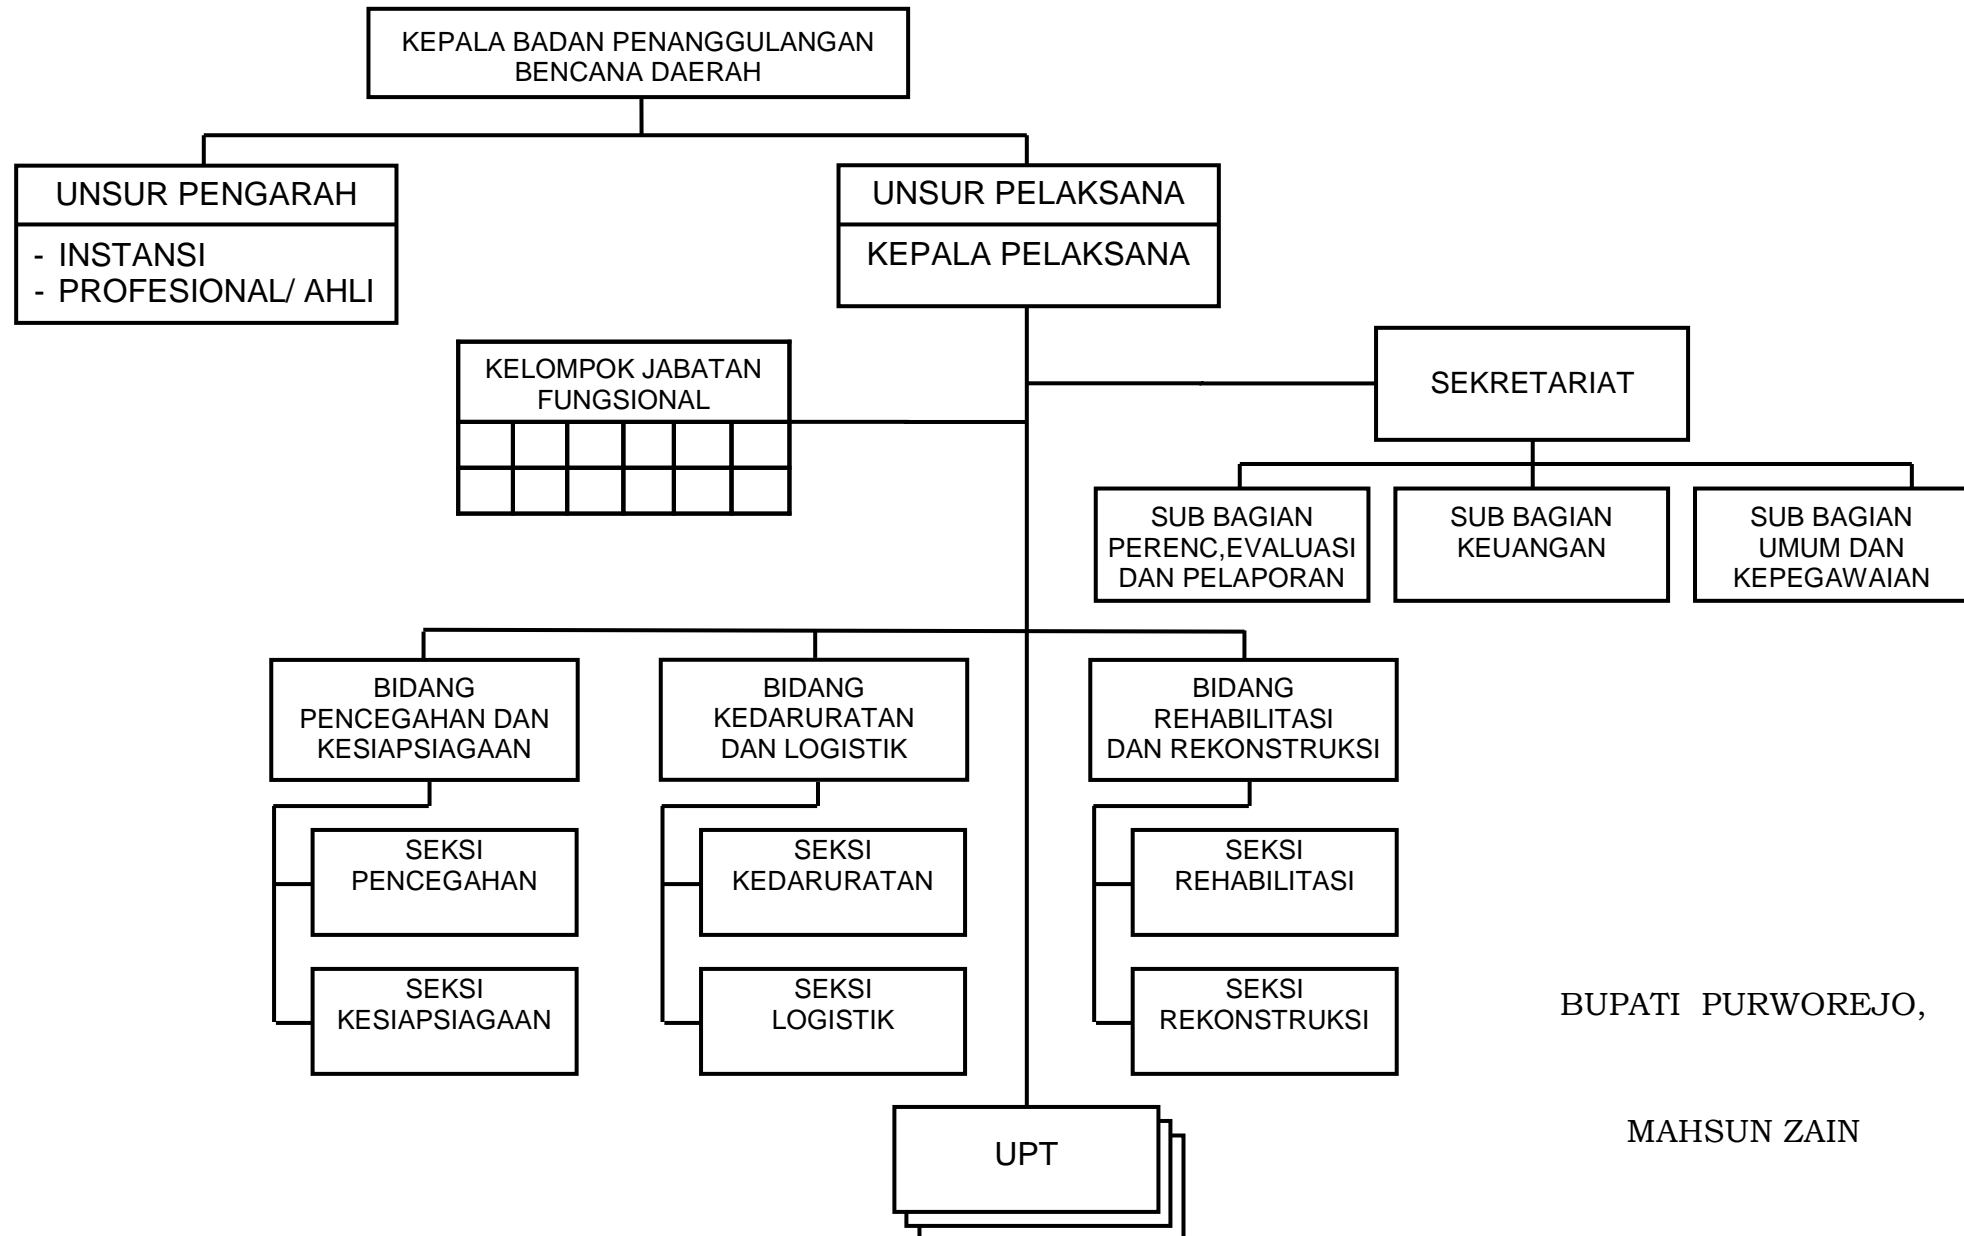 KEPALA BADAN PENANGGULANGAN
BENCANA DAERAH
UNSUR PENGARAH
- INSTANSI
- PROFESIONAL/ AHLI
UNSUR PELAKSANA
KEPALA PELAKSANA
KELOMPOK JABATAN
FUNGSIONAL
SEKRETARIAT
SUB BAGIAN
PERENC,EVALUASI
DAN PELAPORAN
SUB BAGIAN
KEUANGAN
SUB BAGIAN
UMUM DAN
KEPEGAWAIAN
BIDANG
PENCEGAHAN DAN
KESIAPSIAGAAN
BIDANG
KEDARURATAN
DAN LOGISTIK
BIDANG
REHABILITASI
DAN REKONSTRUKSI
SEKSI
PENCEGAHAN
SEKSI
KEDARURATAN
SEKSI
REHABILITASI
SEKSI
KESIAPSIAGAAN
SEKSI
LOGISTIK
SEKSI
REKONSTRUKSI
BUPATI PURWOREJO,
MAHSUN ZAIN
UPT